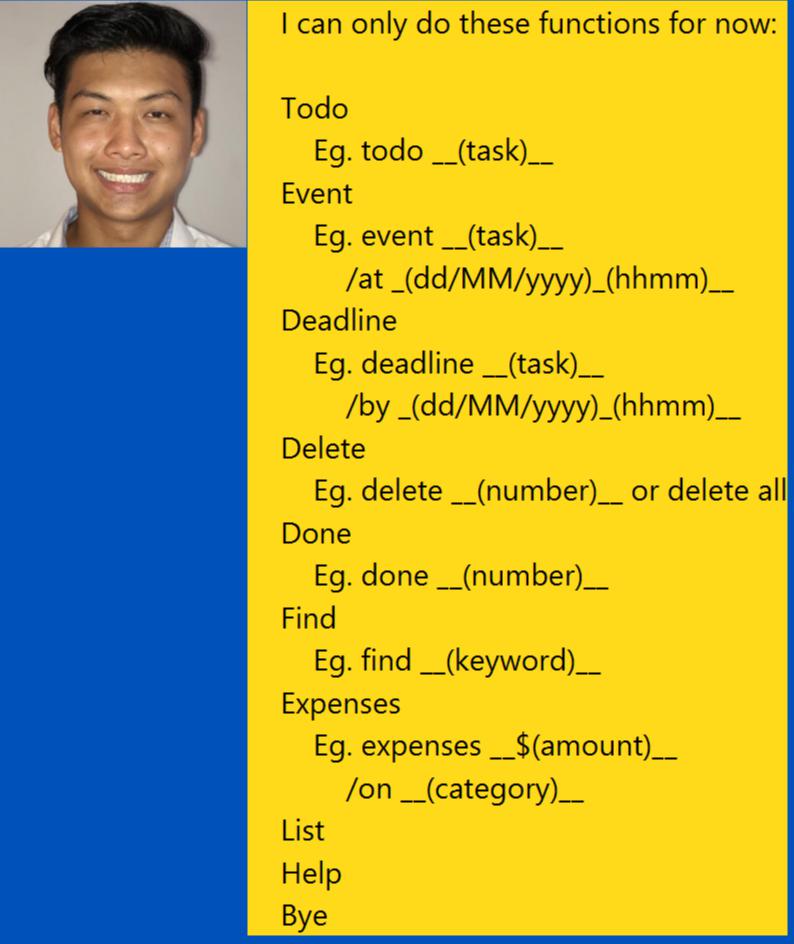 I can only do these functions for now:
Todo
Eg. todo __(task)__
Event
Eg. event __(task)__
/at _(dd/MM/yyyy)_(hhmm)__
Deadline
Eg. deadline __(task)__
/by _(dd/MM/yyyy)_(hhmm)__
Delete
Eg. delete __(number)__ or delete all
Done
Eg. done __(number)__
Find
Eg. find __(keyword)__
Expenses
Eg. expenses __$(amount)__
/on __(category)__
List
Help
Bye